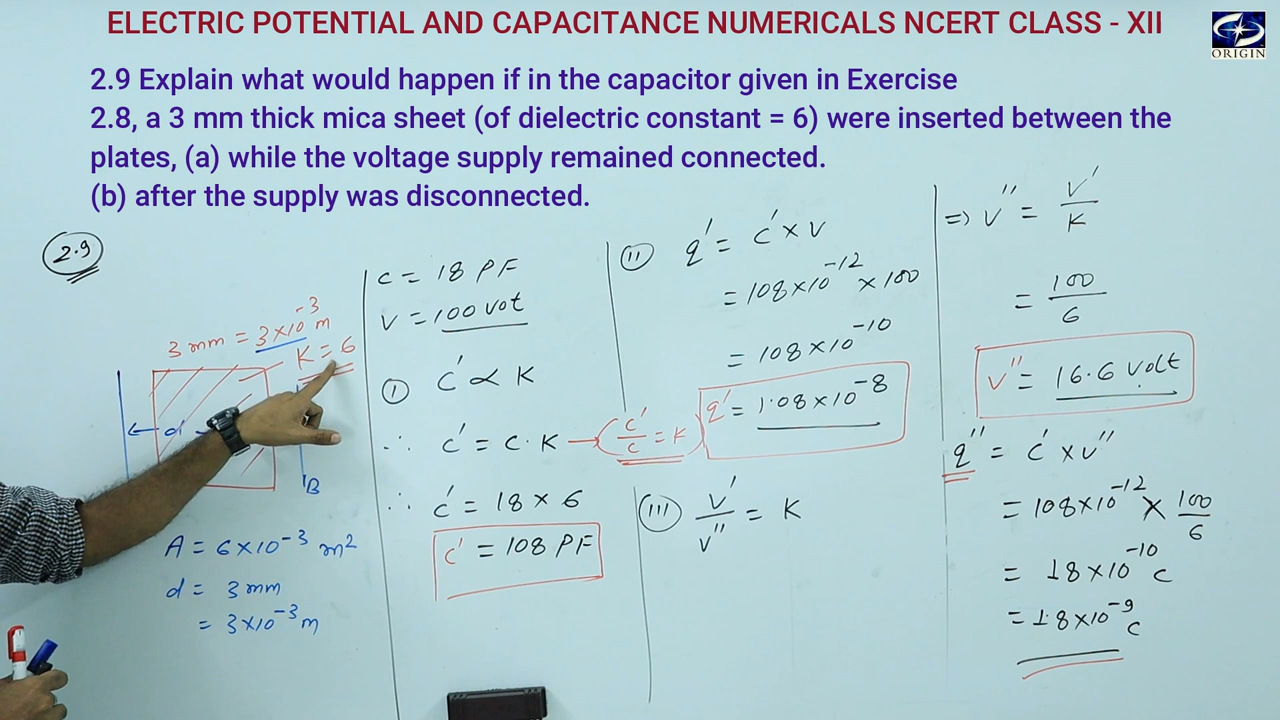 ELECTRIC POTENTIAL AND CAPACITANCE NUMERICALS NCERT CLASS - XII
ORIGIN
2.9 Explain what would happen if in the capacitor given in Exercise
2.8, a 3 mm thick mica sheet (of dielectric constant = 6) were inserted between the
plates, (a) while the voltage supply remained connected.
(b) after the supply was disconnected.
2.9
3 mm = 3×10⁻³ m
K = 6
d
B
A = 6×10⁻³ m²
d = 3 mm
= 3×10⁻³ m
C = 18 PF
V = 100 vot
(I) C' ∝ K
∴ C' = C·K → (C'/C = K)
∴ C' = 18 × 6
C' = 108 PF
(II) q' = C' × V
= 108×10⁻¹² × 100
= 108×10⁻¹⁰
q' = 1.08×10⁻⁸
(III) V'/V'' = K
⇒ V'' = V'/K
= 100/6
V'' = 16.6 volt
q'' = C' × V''
= 108×10⁻¹² × 100/6
= 18×10⁻¹⁰ C
= 1.8×10⁻⁹ C